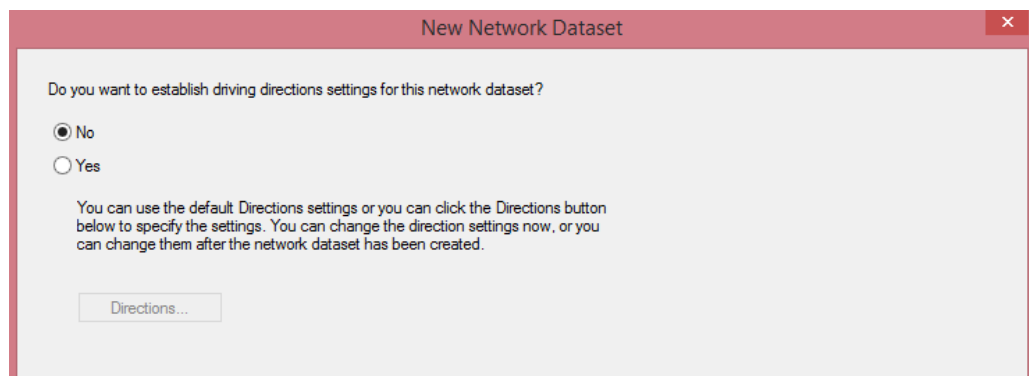 New Network Dataset
Do you want to establish driving directions settings for this network dataset?
No
Yes
You can use the default Directions settings or you can click the Directions button
below to specify the settings. You can change the direction settings now, or you
can change them after the network dataset has been created.
Directions...